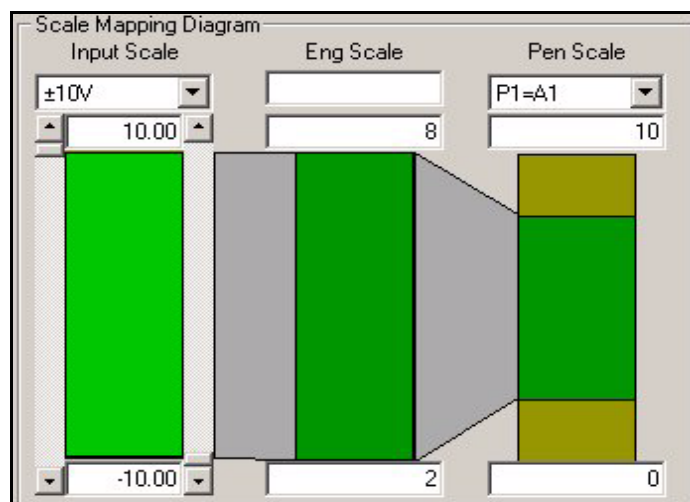 Scale Mapping Diagram
Input Scale Eng Scale Pen Scale
±10V P1=A1
10.00 8 10
-10.00 2 0